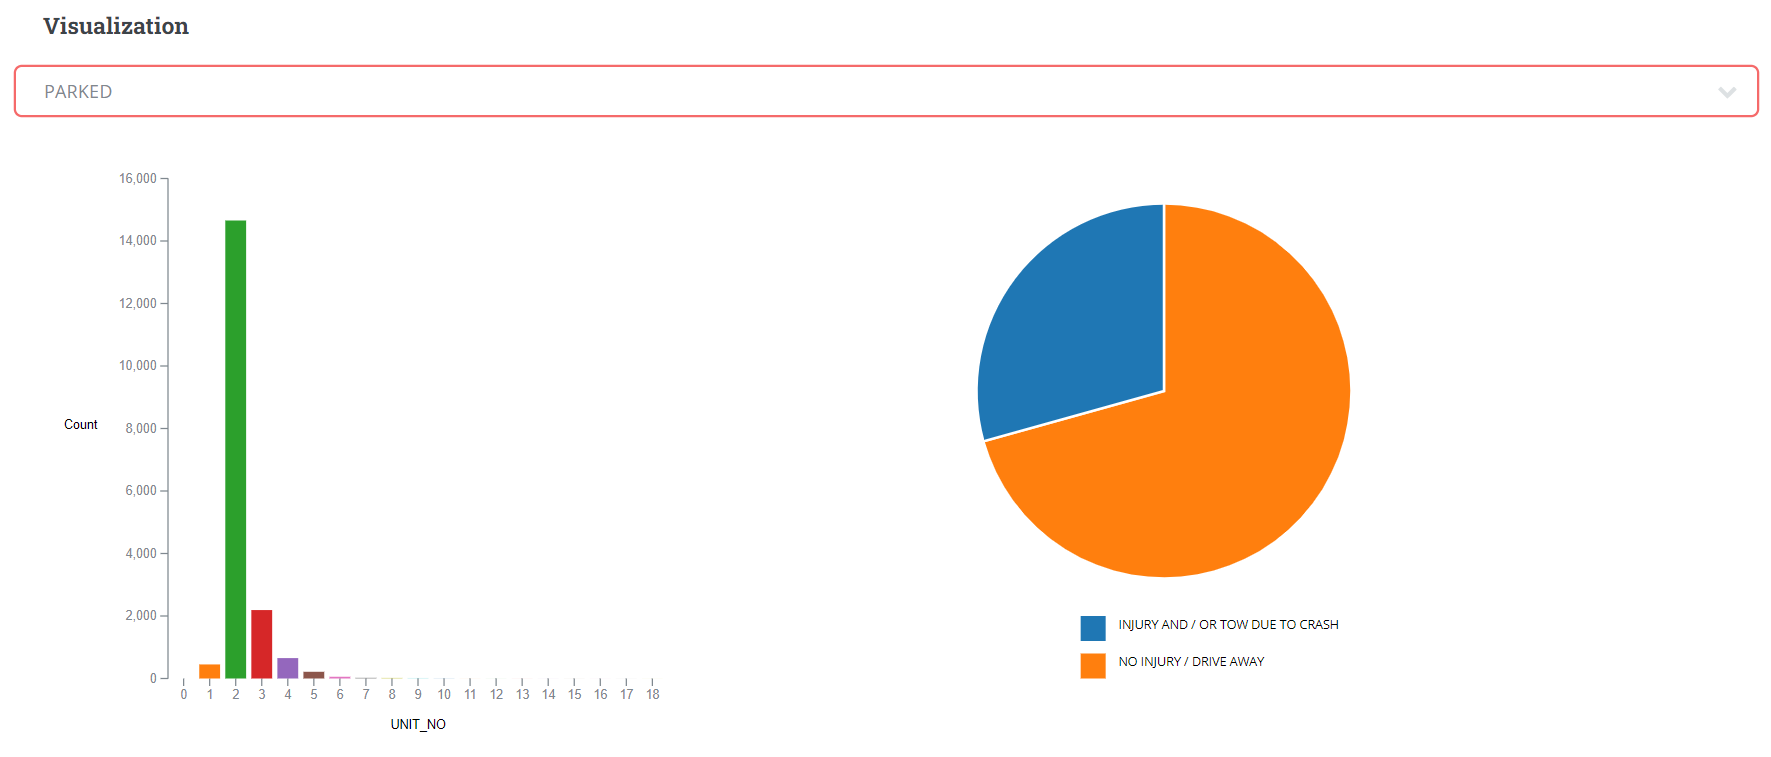 Visualization
PARKED
16,000
14,000
12,000
10,000
8,000
6,000
4,000
2,000
0
Count
0 1 2 3 4 5 6 7 8 9 10 11 12 13 14 15 16 17 18
UNIT_NO
INJURY AND / OR TOW DUE TO CRASH
NO INJURY / DRIVE AWAY